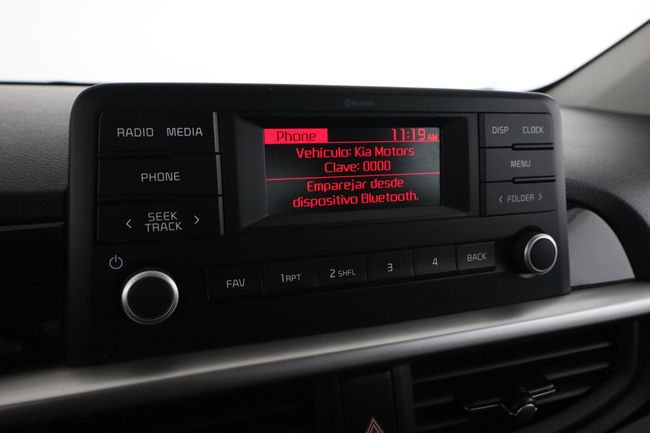 Bluetooth
RADIO MEDIA
PHONE
< SEEK TRACK >
Phone 11:19 AM
Vehículo: Kia Motors
Clave: 0000
Emparejar desde
dispositivo Bluetooth.
DISP CLOCK
MENU
< FOLDER >
FAV 1 RPT 2 SHFL 3 4 BACK